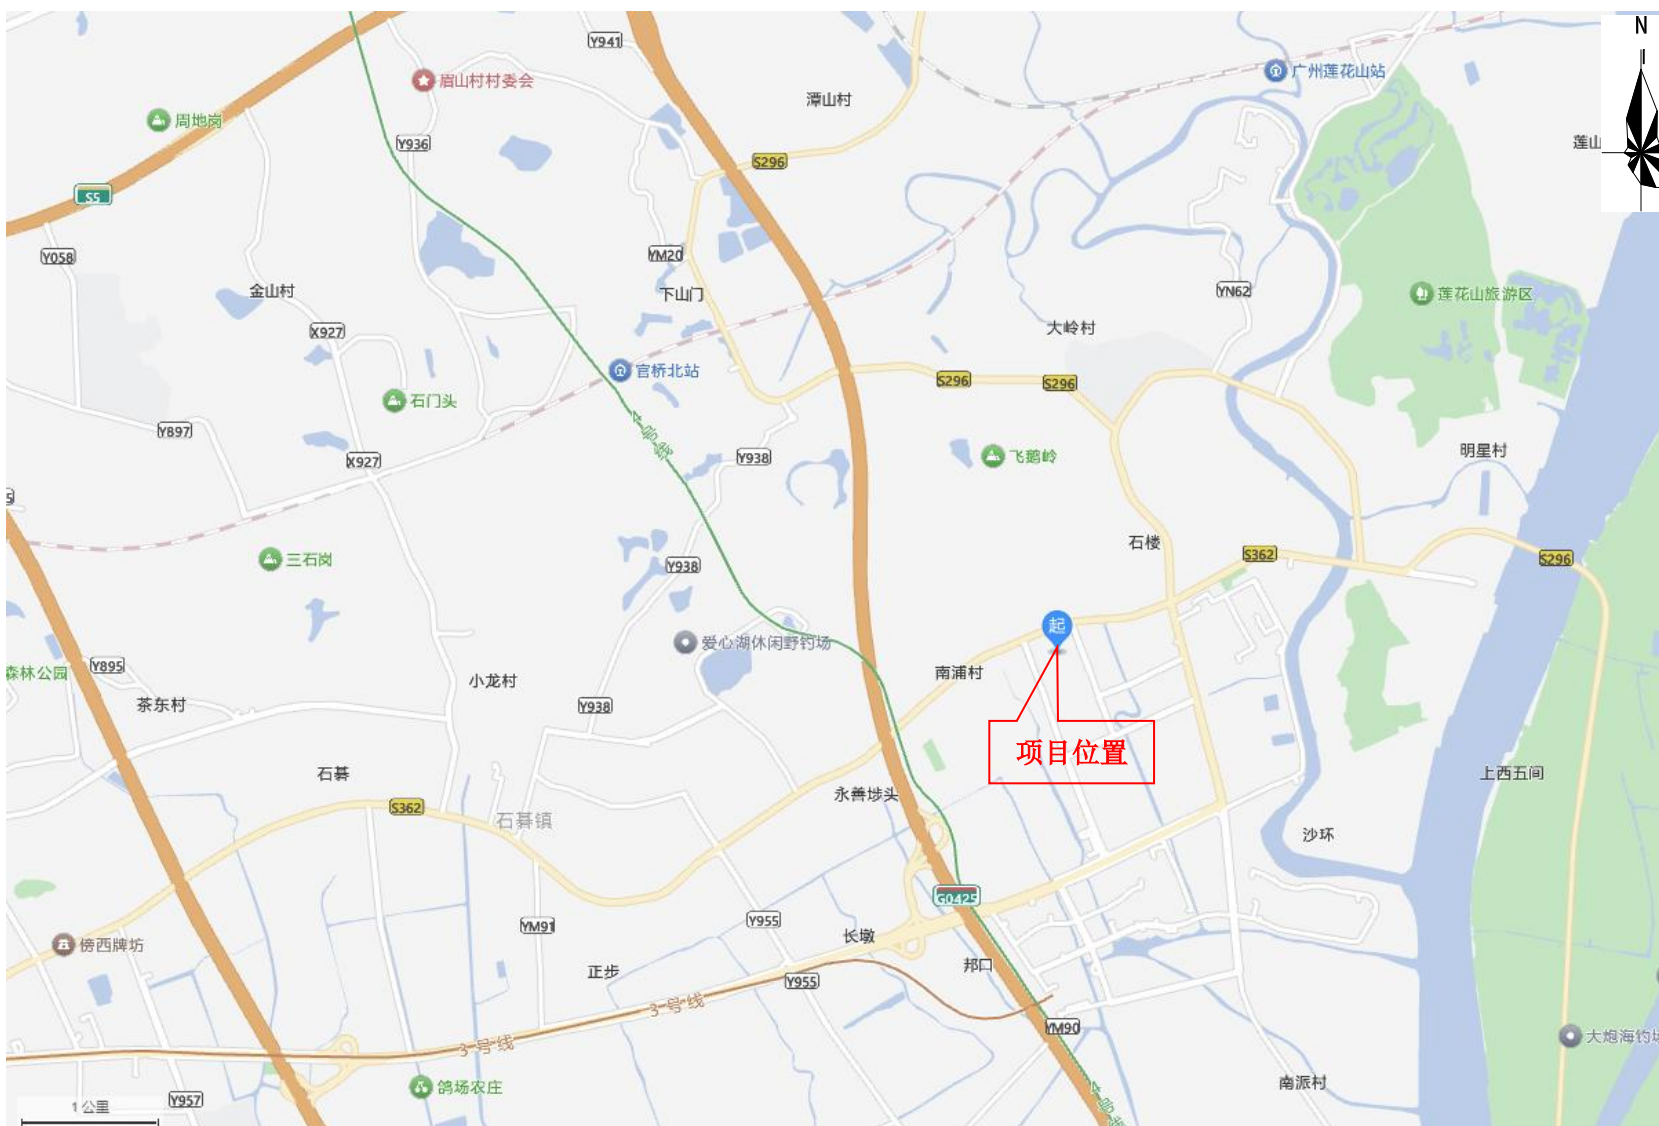 N
Y941
广州莲花山站
眉山村村委会
潭山村
周地岗
Y936
莲山
S296
S5
Y058
YM20
金山村
下山门
YN62
莲花山旅游区
X927
大岭村
官桥北站
S296
S296
石门头
4号线
Y897
X927
Y938
飞鹅岭
明星村
石楼
S362
S296
三石岗
Y938
起
爱心湖休闲野钓场
森林公园
Y895
小龙村
南浦村
茶东村
Y938
项目位置
石碁
上西五间
永善埗头
S362
石碁镇
沙环
G0425
YM91
Y955
长墩
傍西牌坊
正步
邦口
Y955
3号线
YM90
3号线
大炮海钓场
鸽场农庄
南派村
4号线
1公里
Y957